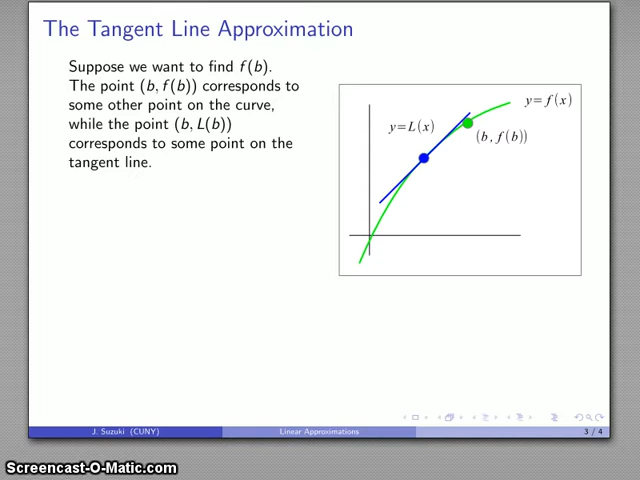 The Tangent Line Approximation
Suppose we want to find f(b).
The point (b, f(b)) corresponds to
some other point on the curve,
while the point (b, L(b))
corresponds to some point on the
tangent line.
y=f(x)
y=L(x)
(b, f(b))
J. Suzuki (CUNY)
Linear Approximations
3 / 4
Screencast-O-Matic.com